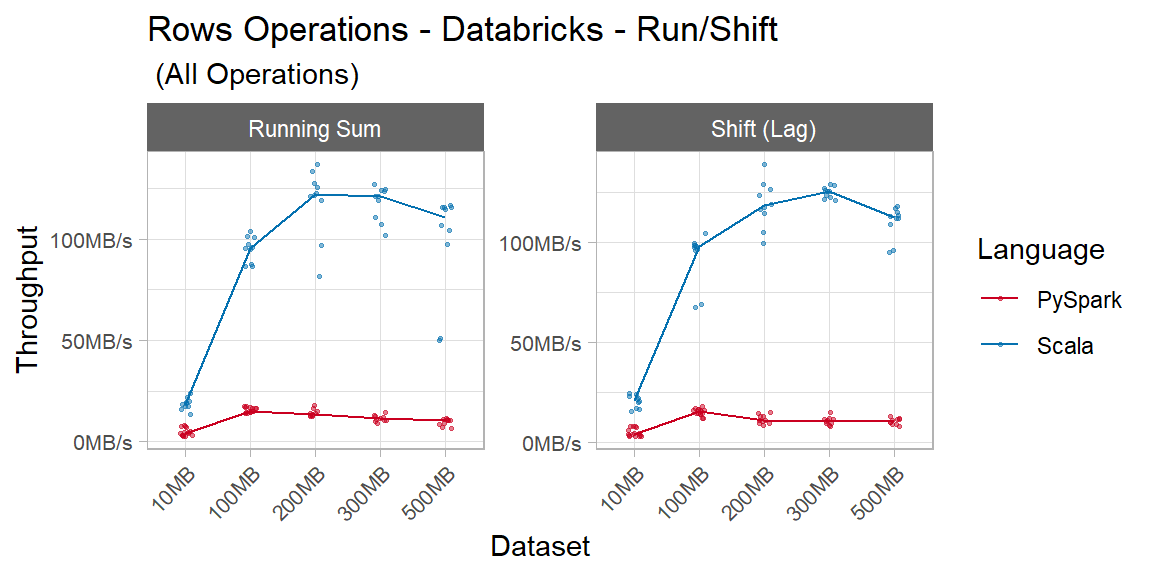 Rows Operations - Databricks - Run/Shift
(All Operations)
Running Sum
Shift (Lag)
Throughput
100MB/s
50MB/s
0MB/s
100MB/s
50MB/s
0MB/s
10MB
100MB
200MB
300MB
500MB
10MB
100MB
200MB
300MB
500MB
Dataset
Language
PySpark
Scala